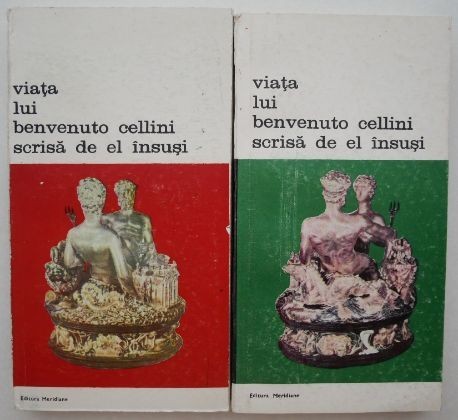 viața
lui
benvenuto cellini
scrisă de el însuși
Editura Meridiane
viața
lui
benvenuto cellini
scrisă de el însuși
Editura Meridiane